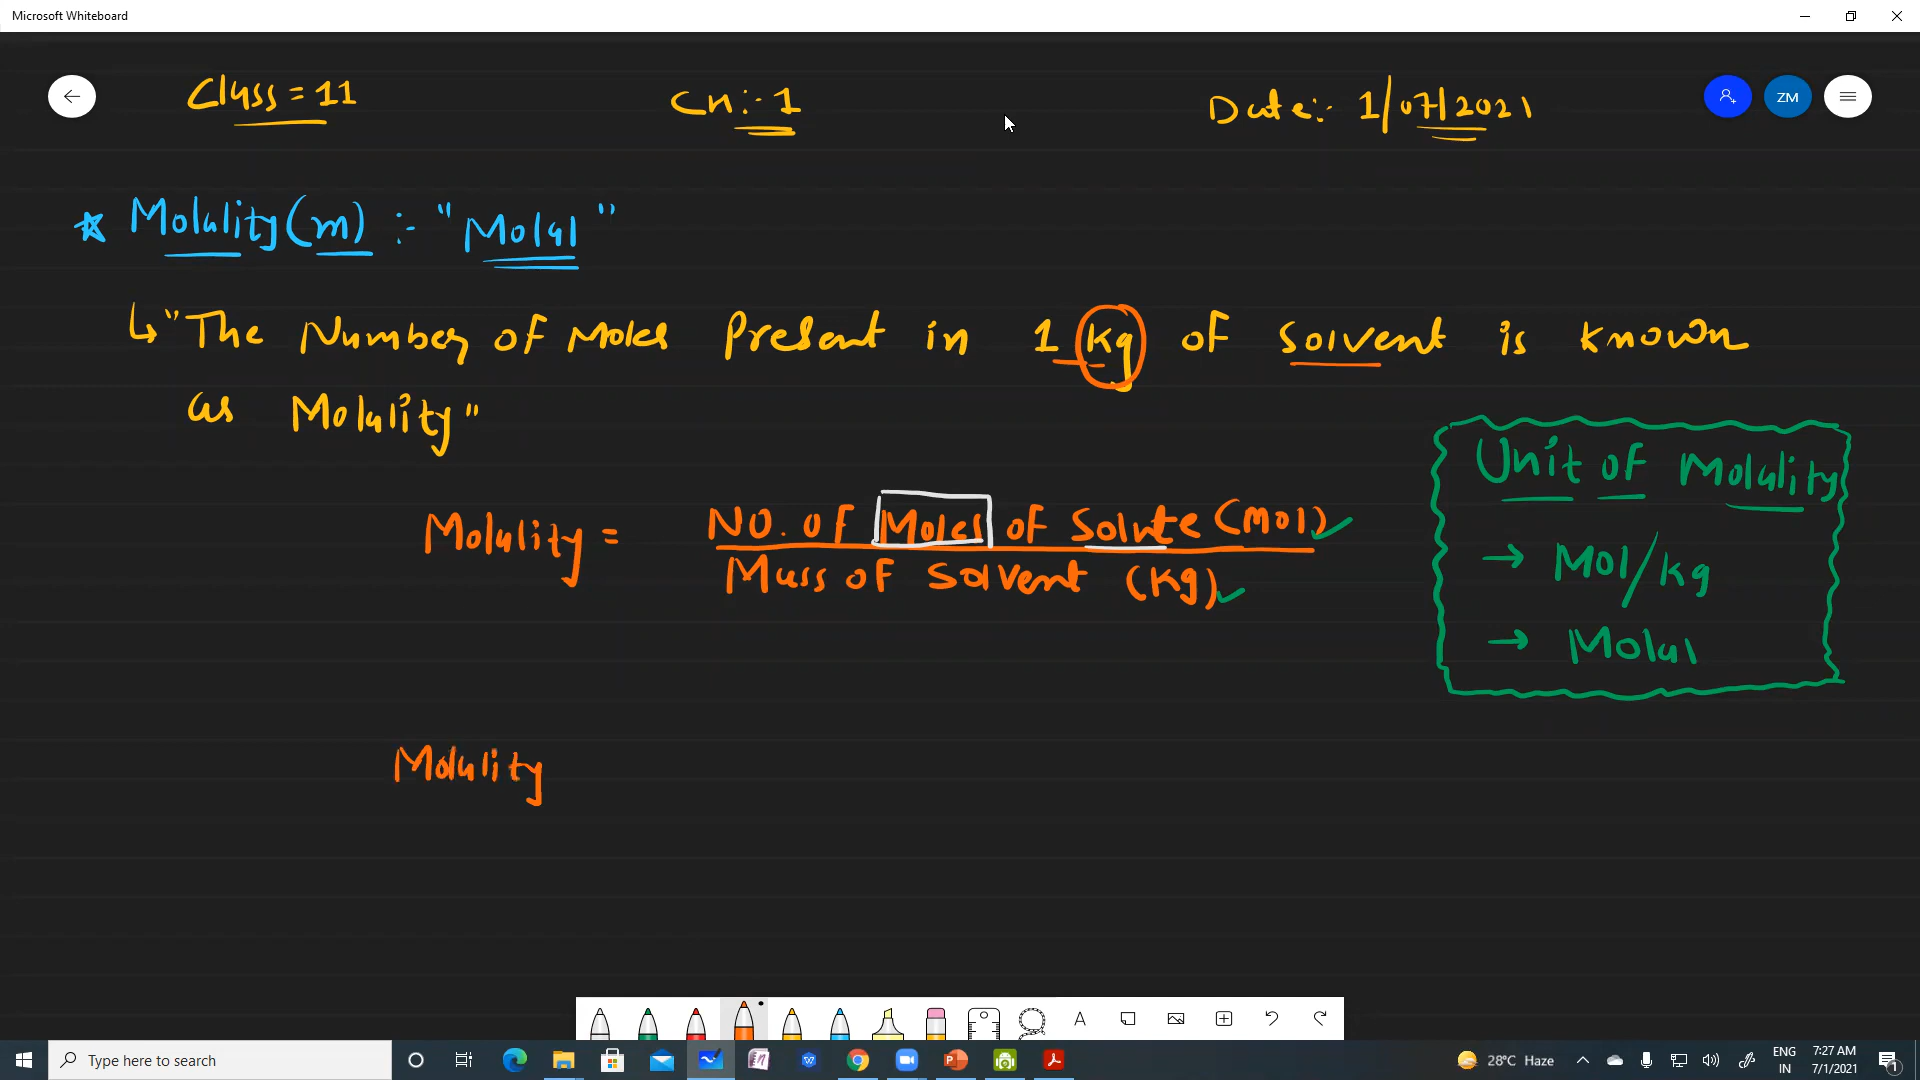 Microsoft Whiteboard
Class = 11
Ch :- 1
Date :- 1/07/2021
ZM
Molality (m) :- "Molal"
"The Number of Moles Present in 1 kg of Solvent is known
as Molality"
Unit of Molality
Molality = No. of Moles of Solute (Mol)
Mass of Solvent (Kg)
→ Mol/kg
→ Molal
Molality
A
Type here to search
28°C Haze
ENG
IN
7:27 AM
7/1/2021
1